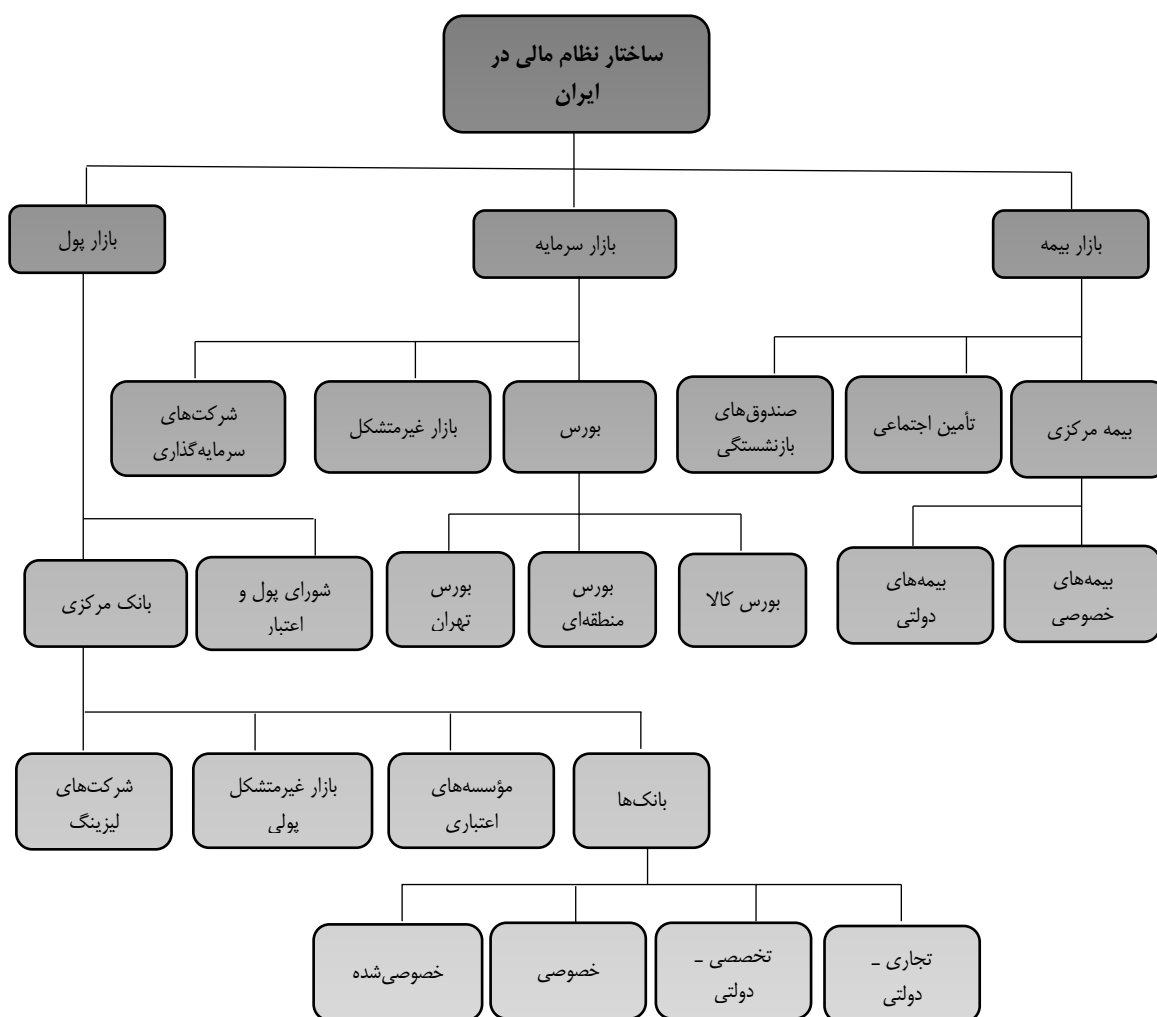 ساختار نظام مالی در
ایران
بازار بیمه
بازار سرمایه
بازار پول
بیمه مرکزی
تأمین اجتماعی
صندوق‌های
بازنشستگی
بورس
بازار غیرمتشکل
شرکت‌های
سرمایه‌گذاری
بیمه‌های
خصوصی
بیمه‌های
دولتی
بورس کالا
بورس
منطقه‌ای
بورس
تهران
شورای پول و
اعتبار
بانک مرکزی
بانک‌ها
مؤسسه‌های
اعتباری
بازار غیرمتشکل
پولی
شرکت‌های
لیزینگ
تجاری ـ
دولتی
تخصصی ـ
دولتی
خصوصی
خصوصی‌شده